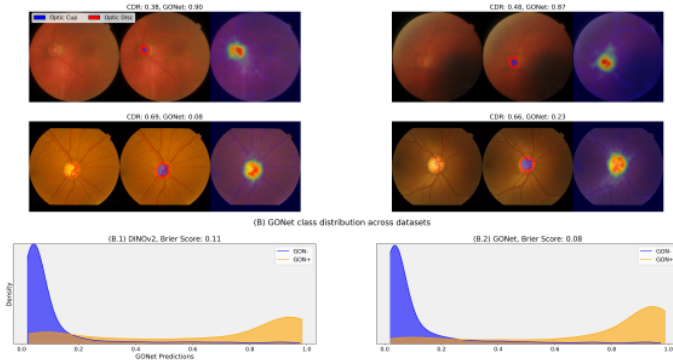 CDR: 0.38, GONet: 0.90
CDR: 0.48, GONet: 0.87
Optic Cup
Optic Disc
CDR: 0.69, GONet: 0.08
CDR: 0.66, GONet: 0.23
(B) GONet class distribution across datasets
(B.1) DINOv2, Brier Score: 0.11
(B.2) GONet, Brier Score: 0.08
GON-
GON+
GON-
GON+
Density
0.0 0.2 0.4 0.6 0.8 1.0
0.0 0.2 0.4 0.6 0.8 1.0
GONet Predictions